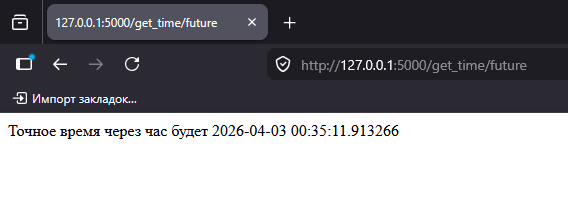 127.0.0.1:5000/get_time/future
http://127.0.0.1:5000/get_time/future
Импорт закладок...
Точное время через час будет 2026-04-03 00:35:11.913266